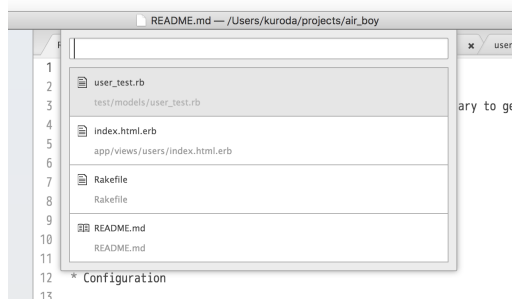 README.md — /Users/kuroda/projects/air_boy
user
1
2
3
ary to ge
4
5
6
7
8
9
10
11
12 * Configuration
13
user_test.rb
test/models/user_test.rb
index.html.erb
app/views/users/index.html.erb
Rakefile
Rakefile
README.md
README.md